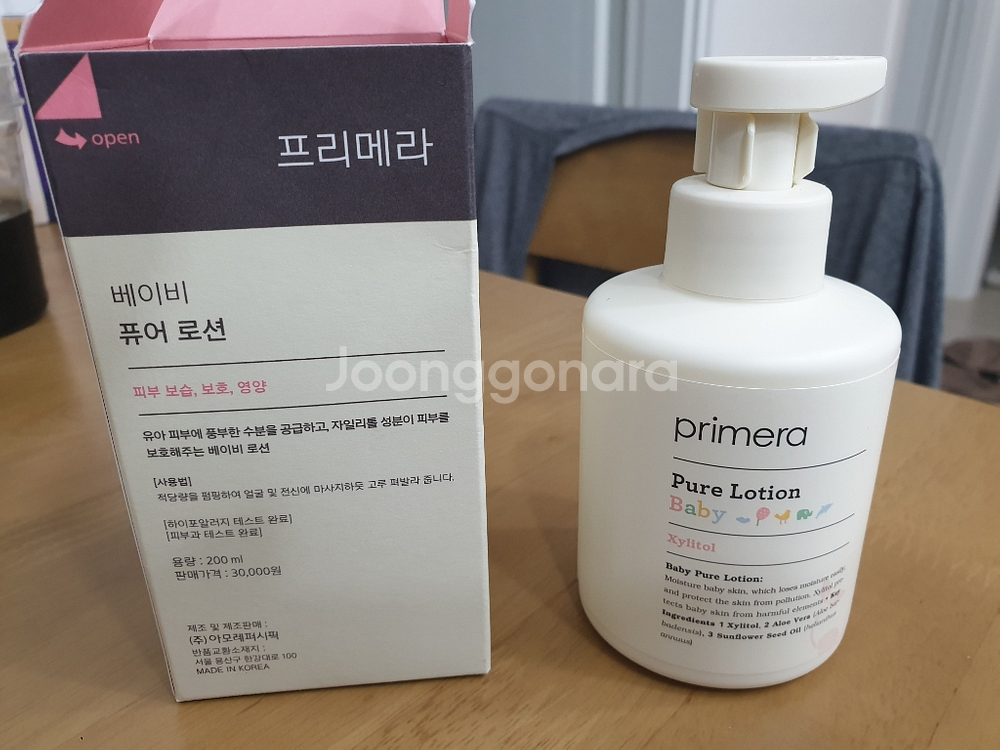 open
프리메라
베이비
퓨어 로션
피부 보습, 보호, 영양
유아 피부에 풍부한 수분을 공급하고, 자일리톨 성분이 피부를
보호해주는 베이비 로션
[사용법]
적당량을 펌핑하여 얼굴 및 전신에 마사지하듯 고루 펴발라 줍니다.
[하이포알러지 테스트 완료]
[피부과 테스트 완료]
용량 : 200 ml
판매가격 : 30,000원
제조 및 제조판매 :
(주)아모레퍼시픽
반품교환소재지 :
서울 용산구 한강대로 100
MADE IN KOREA
Joonggonara
primera
Pure Lotion
Baby
Xylitol
Baby Pure Lotion:
Moisture baby skin, which loses moisture easily,
and protect the skin from pollution. Xylitol pro-
tects baby skin from harmful elements • Key
Ingredients 1 Xylitol, 2 Aloe Vera (Aloe bar-
badensis), 3 Sunflower Seed Oil (helianthus
annuus)